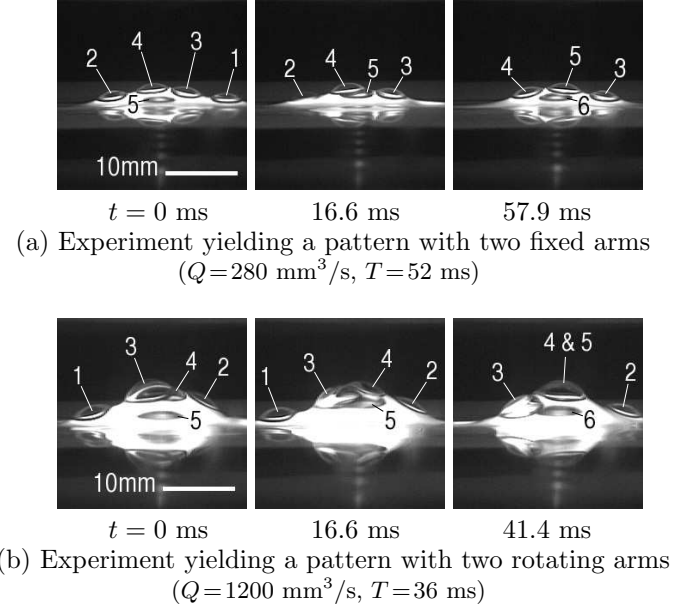 2 4 3 1
5
10mm
4 5 3
2
5
4 3
6
t = 0 ms 16.6 ms 57.9 ms
(a) Experiment yielding a pattern with two fixed arms
(Q=280 mm³/s, T=52 ms)
3 4 2
1
5
10mm
3 4
1 2
5
4 & 5
3 2
6
t = 0 ms 16.6 ms 41.4 ms
(b) Experiment yielding a pattern with two rotating arms
(Q=1200 mm³/s, T=36 ms)